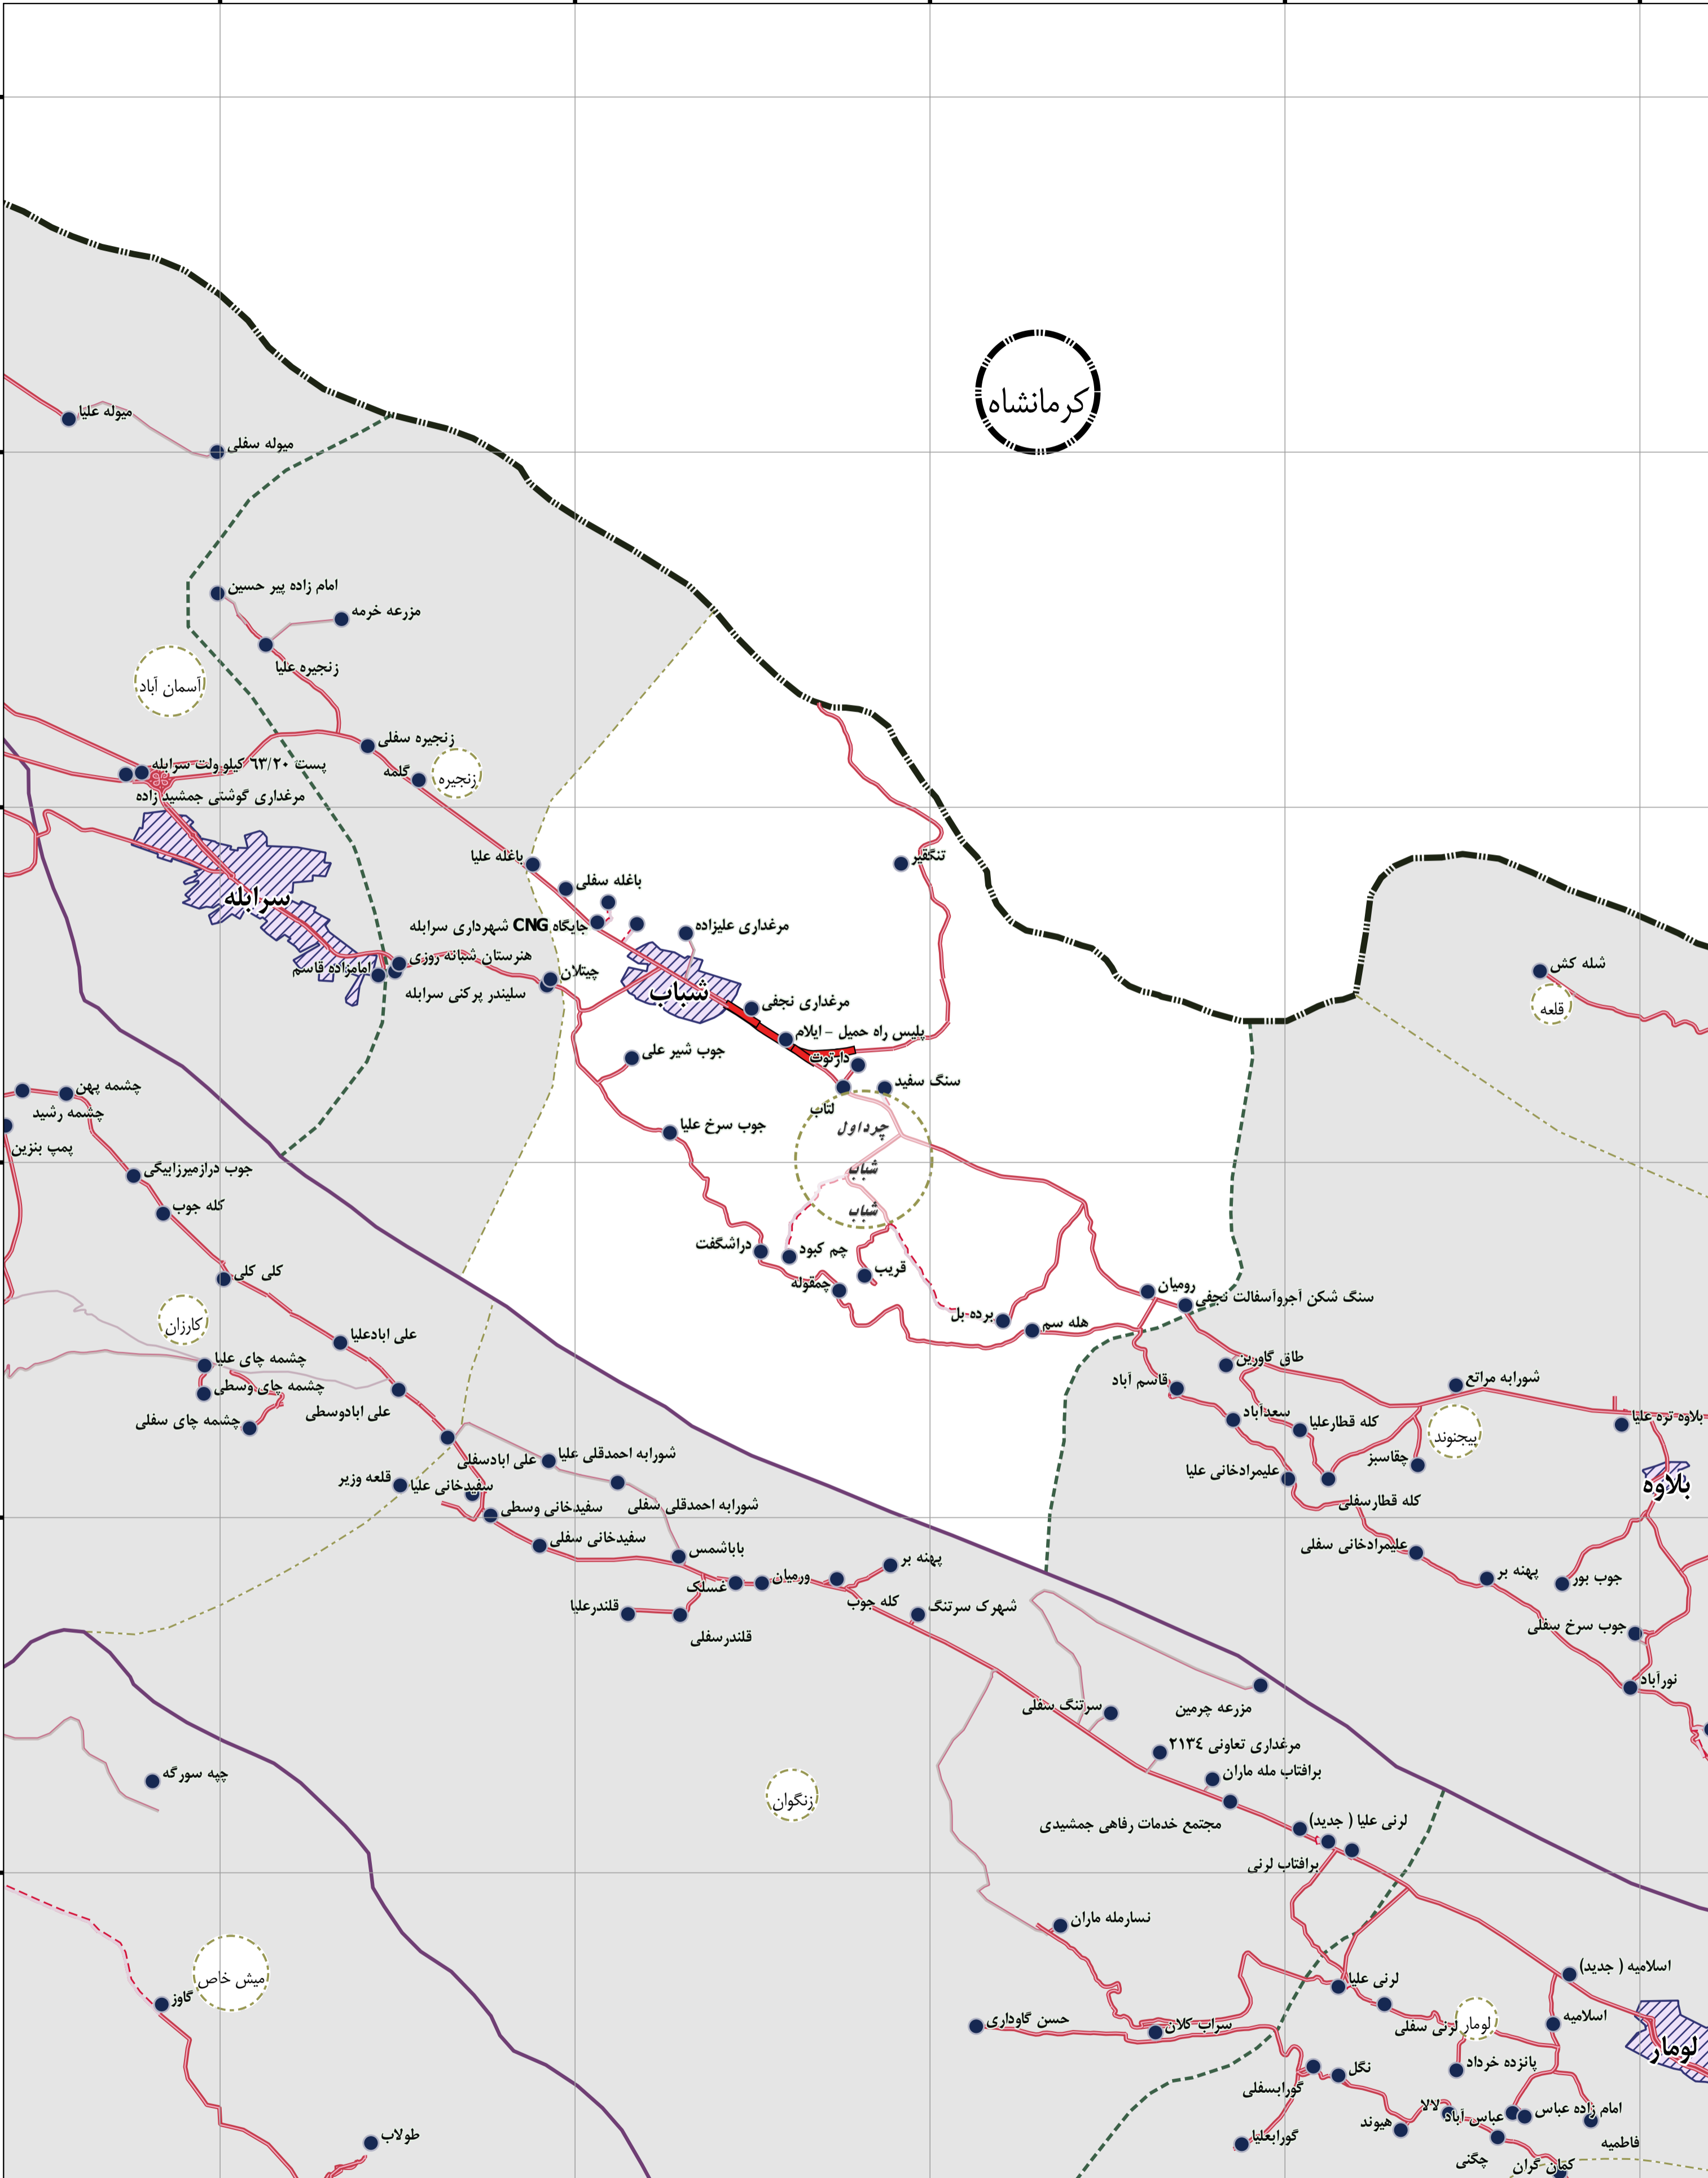 کرمانشاه
میوله علیا
میوله سفلی
امام زاده پیر حسین
مزرعه خرمه
زنجیره علیا
آسمان آباد
زنجیره سفلی
زنجیره
گلمه
پست ٦٣/٢٠ کیلو ولت سرابله
مرغداری گوشتی جمشید زاده
باغله علیا
تنگقیر
باغله سفلی
سرابله
جایگاه CNG شهرداری سرابله
مرغداری علیزاده
هنرستان شبانه روزی
امامزاده قاسم
چیتلان
شله کش
سلیندر پرکنی سرابله
شباب
مرغداری نجفی
قلعه
پلیس راه حمیل - ایلام
جوب شیر علی
دارتوت
سنگ سفید
چشمه پهن
چشمه رشید
لتاب
جوب سرخ علیا
چرداول
پمپ بنزین
شباب
جوب درازمیرزابیگی
کله جوب
شباب
دراشگفت
چم کبود
قریب
کلی کلی
چمقوله
رومیان
سنگ شکن آجروآسفالت نجفی
کارزان
برده بل
هله سم
علی ابادعلیا
چشمه چای علیا
طاق گاورین
قاسم آباد
شورابه مراتع
چشمه چای وسطی
علی ابادوسطی
چشمه چای سفلی
سعدآباد
کله قطارعلیا
بلاوه تره علیا
بیجنوند
شورابه احمدقلی علیا
علی ابادسفلی
چقاسبز
علیمرادخانی علیا
قلعه وزیر
سفیدخانی علیا
بلاوه
شورابه احمدقلی سفلی
سفیدخانی وسطی
کله قطارسفلی
سفیدخانی سفلی
علیمرادخانی سفلی
باباشمس
پهنه بر
پهنه بر
جوب بور
غسلک
ورمیان
کله جوب
قلندرعلیا
شهرک سرتنگ
جوب سرخ سفلی
قلندرسفلی
نورآباد
سرتنگ سفلی
مزرعه چرمین
مرغداری تعاونی ٢١٣٤
چپه سورگه
برافتاب مله ماران
زنگوان
مجتمع خدمات رفاهی جمشیدی
لرنی علیا ( جدید)
برافتاب لرنی
نسارمله ماران
اسلامیه ( جدید)
میش خاص
گاوز
لرنی علیا
حسن گاوداری
سراب کلان
لرنی سفلی
لومار
اسلامیه
لومار
نگل
پانزده خرداد
گورابسفلی
لالا
عباس آباد
امام زاده عباس
هیوند
گورابعلیا
فاطمیه
طولاب
چگنی
کمان گران